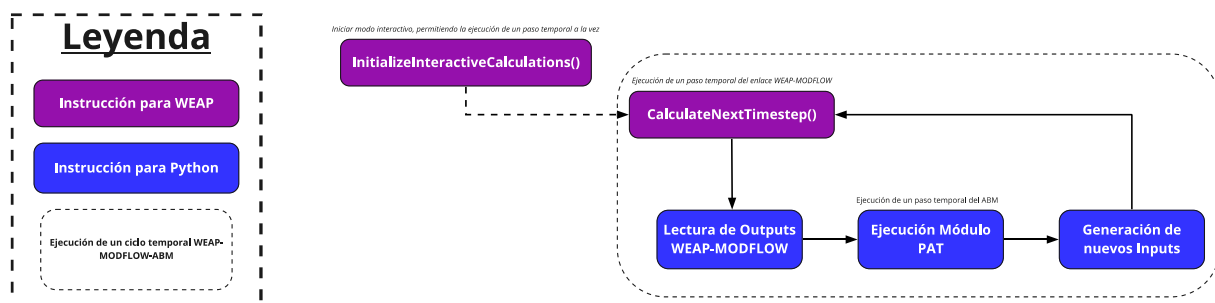 Leyenda
Instrucción para WEAP
Instrucción para Python
Ejecución de un ciclo temporal WEAP-
MODFLOW-ABM
Iniciar modo interactivo, permitiendo la ejecución de un paso temporal a la vez
InitializeInteractiveCalculations()
Ejecución de un paso temporal del enlace WEAP-MODFLOW
CalculateNextTimestep()
Lectura de Outputs
WEAP-MODFLOW
Ejecución de un paso temporal del ABM
Ejecución Módulo
PAT
Generación de
nuevos Inputs